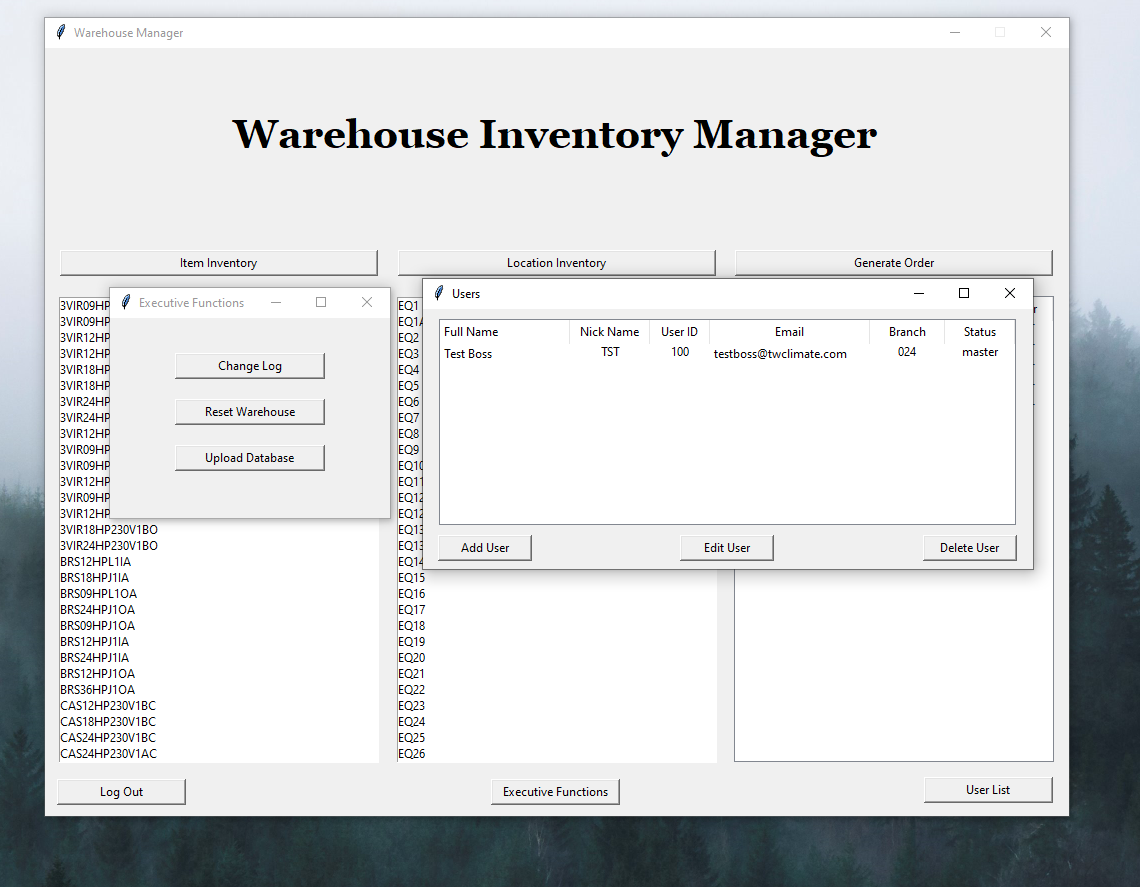 Warehouse Manager
Warehouse Inventory Manager
Item Inventory
Location Inventory
Generate Order
Executive Functions
Change Log
Reset Warehouse
Upload Database
Users
Full Name Nick Name User ID Email Branch Status
Test Boss TST 100 testboss@twclimate.com 024 master
Add User Edit User Delete User
3VIR09HP
3VIR09HP
3VIR12HP
3VIR12HP
3VIR18HP
3VIR18HP
3VIR24HP
3VIR24HP
3VIR12HP
3VIR09HP
3VIR09HP
3VIR12HP
3VIR09HP
3VIR12HP
3VIR18HP230V1BO
3VIR24HP230V1BO
BRS12HPL1IA
BRS18HPJ1IA
BRS09HPL1OA
BRS24HPJ1OA
BRS09HPJ1OA
BRS12HPJ1IA
BRS24HPJ1IA
BRS12HPJ1OA
BRS36HPJ1OA
CAS12HP230V1BC
CAS18HP230V1BC
CAS24HP230V1BC
CAS24HP230V1AC
EQ1
EQ1A
EQ2
EQ3
EQ4
EQ5
EQ6
EQ7
EQ8
EQ9
EQ10
EQ11
EQ12
EQ12
EQ13
EQ13
EQ14
EQ15
EQ16
EQ17
EQ18
EQ19
EQ20
EQ21
EQ22
EQ23
EQ24
EQ25
EQ26
Log Out
Executive Functions
User List